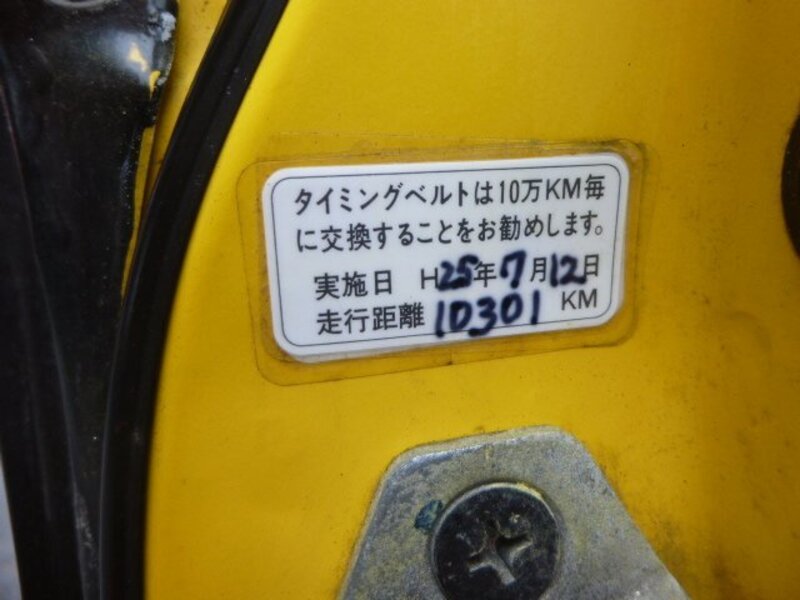 タイミングベルトは10万KM毎
に交換することをお勧めします。
実施日 H25年7月12日
走行距離 10301 KM